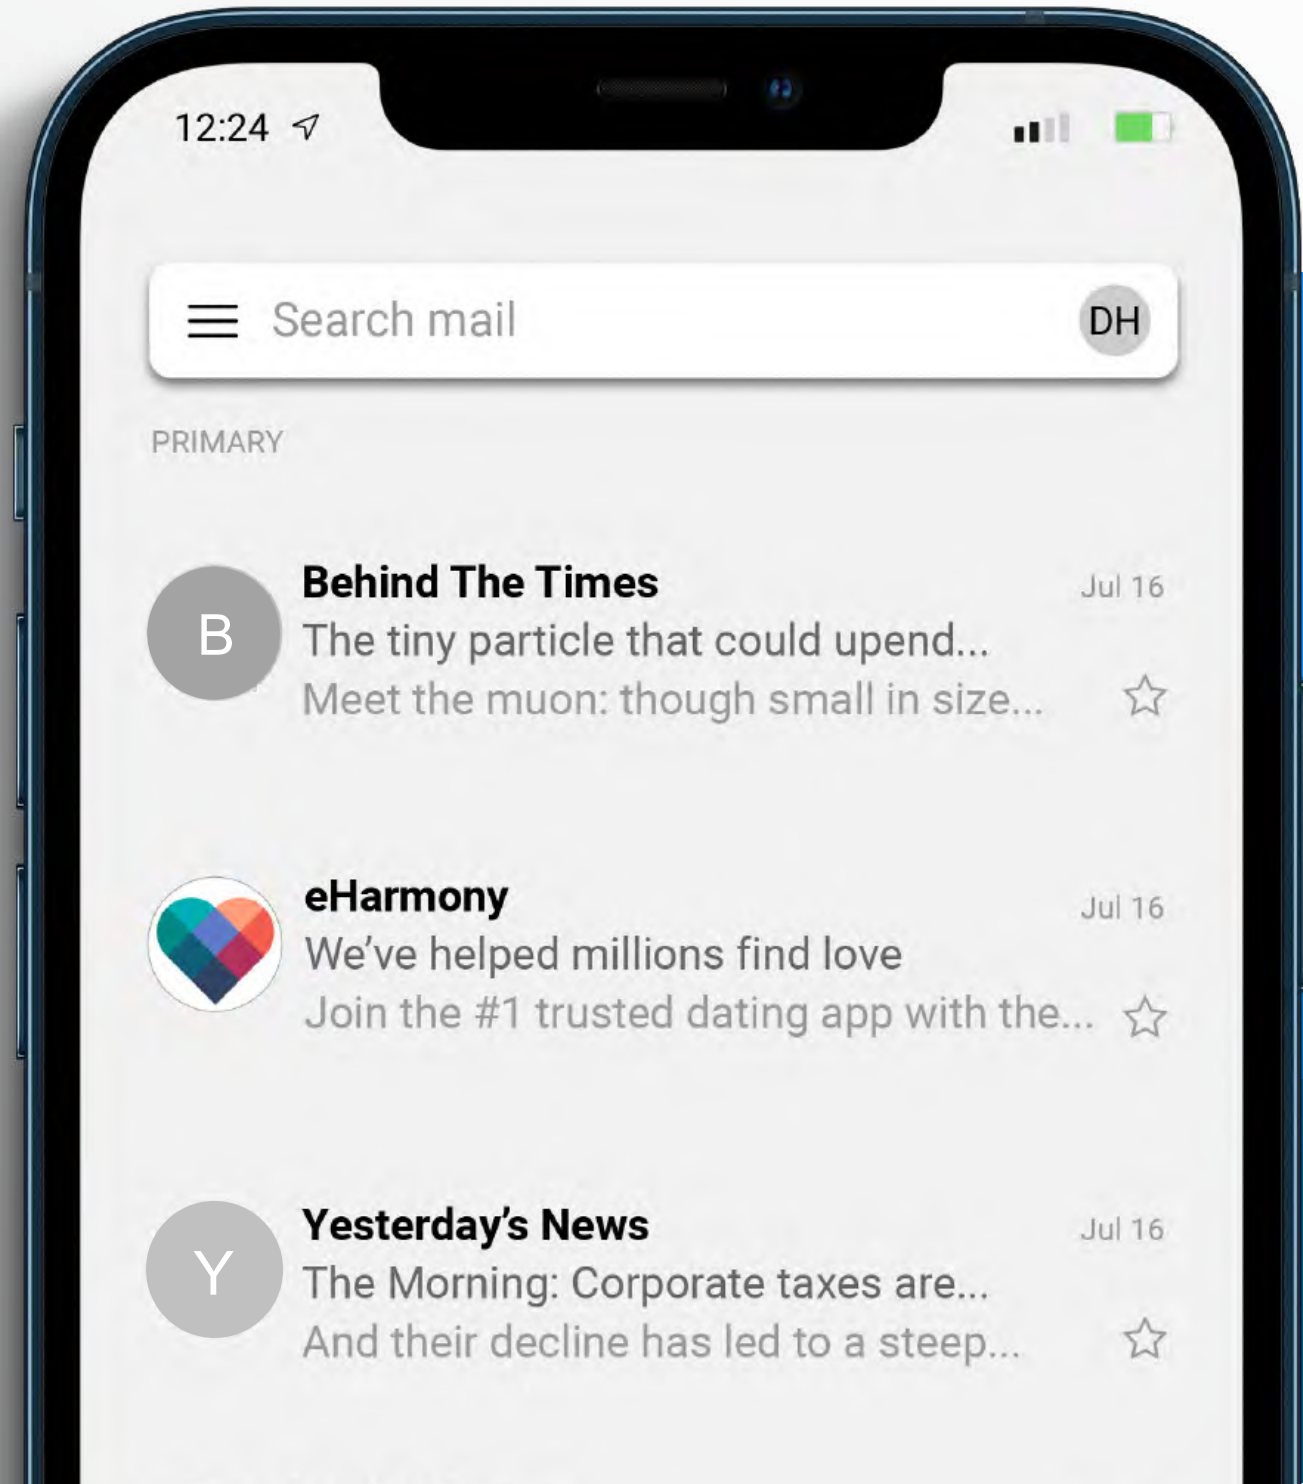 12:24
Search mail
DH
PRIMARY
Behind The Times
Jul 16
B
The tiny particle that could upend...
Meet the muon: though small in size...
eHarmony
Jul 16
We’ve helped millions find love
Join the #1 trusted dating app with the...
Yesterday’s News
Jul 16
Y
The Morning: Corporate taxes are...
And their decline has led to a steep...